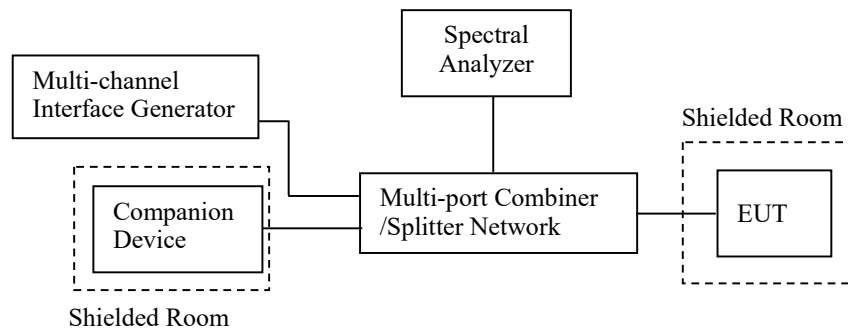 Spectral
Analyzer
Multi-channel
Interface Generator
Shielded Room
Multi-port Combiner
/Splitter Network
EUT
Companion
Device
Shielded Room